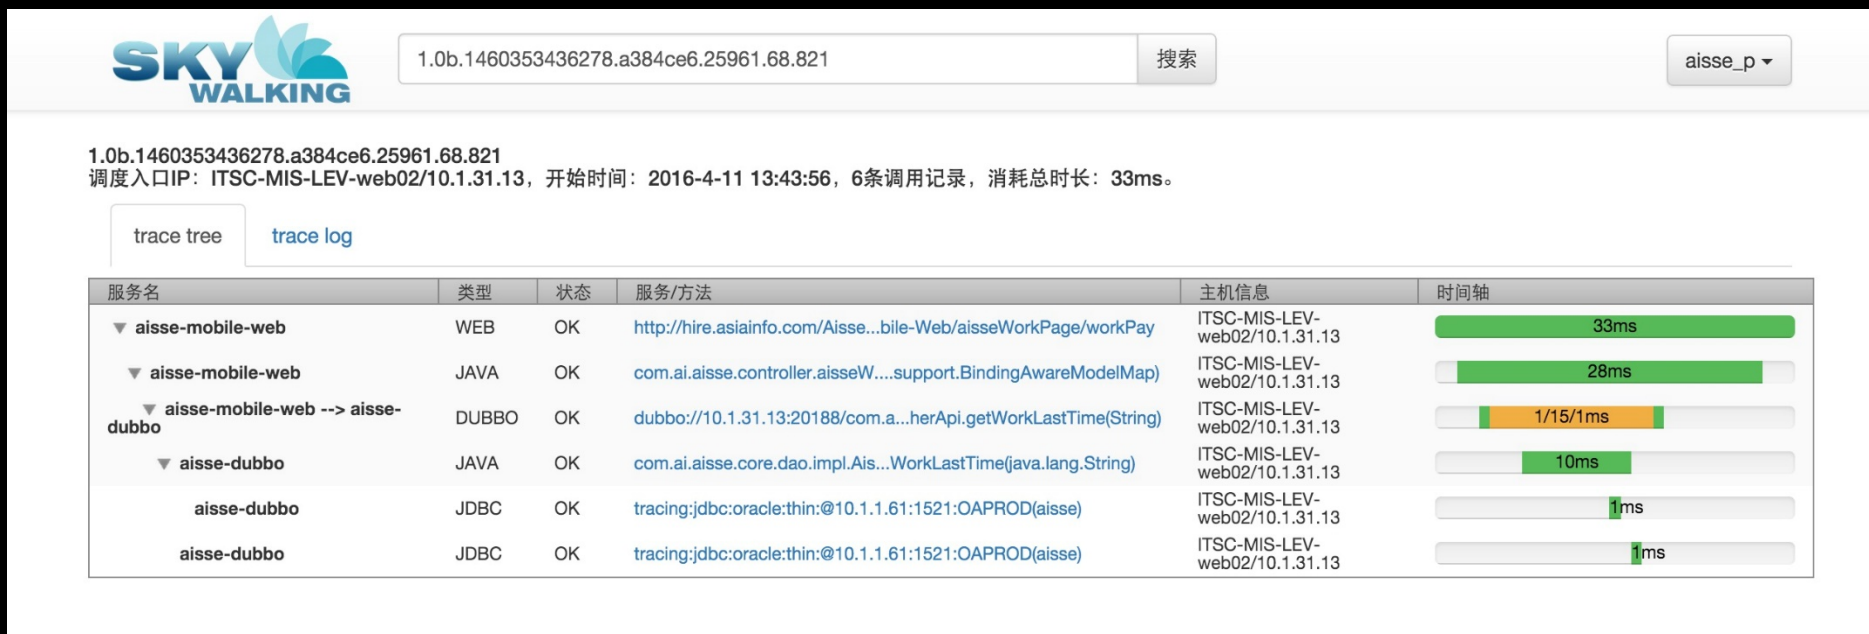 SKY
WALKING
1.0b.1460353436278.a384ce6.25961.68.821
搜索
aisse_p
1.0b.1460353436278.a384ce6.25961.68.821
调度入口IP：ITSC-MIS-LEV-web02/10.1.31.13，开始时间：2016-4-11 13:43:56，6条调用记录，消耗总时长：33ms。
trace tree
trace log
服务名 类型 状态 服务/方法 主机信息 时间轴
aisse-mobile-web WEB OK http://hire.asiainfo.com/Aisse...bile-Web/aisseWorkPage/workPay ITSC-MIS-LEV-
web02/10.1.31.13 33ms
aisse-mobile-web JAVA OK com.ai.aisse.controller.aisseW....support.BindingAwareModelMap) ITSC-MIS-LEV-
web02/10.1.31.13 28ms
aisse-mobile-web --> aisse-
dubbo DUBBO OK dubbo://10.1.31.13:20188/com.a...herApi.getWorkLastTime(String) ITSC-MIS-LEV-
web02/10.1.31.13 1/15/1ms
aisse-dubbo JAVA OK com.ai.aisse.core.dao.impl.Ais...WorkLastTime(java.lang.String) ITSC-MIS-LEV-
web02/10.1.31.13 10ms
aisse-dubbo JDBC OK tracing:jdbc:oracle:thin:@10.1.1.61:1521:OAPROD(aisse) ITSC-MIS-LEV-
web02/10.1.31.13 1ms
aisse-dubbo JDBC OK tracing:jdbc:oracle:thin:@10.1.1.61:1521:OAPROD(aisse) ITSC-MIS-LEV-
web02/10.1.31.13 1ms